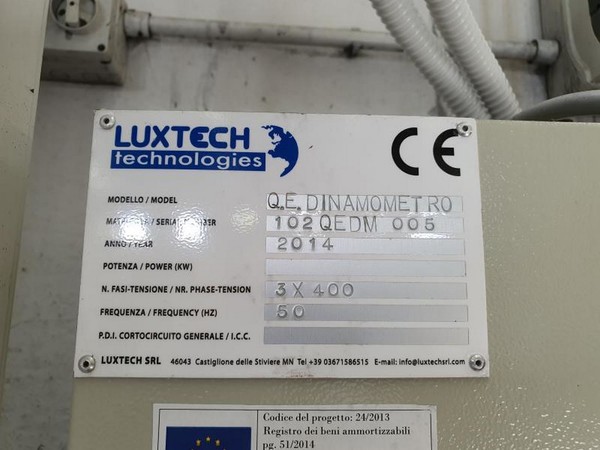 LUXTECH
technologies
CE
MODELLO / MODEL Q.E. DINAMOMETRO
102 QEDM 005
ANNO / YEAR 2014
POTENZA / POWER (KW)
N. FASI-TENSIONE / NR. PHASE-TENSION 3 X 400
FREQUENZA / FREQUENCY (HZ) 50
P.D.I. CORTOCIRCUITO GENERALE / I.C.C.
LUXTECH SRL 46043 Castiglione delle Stiviere MN Tel +39 03671586515 E-mail: info@luxtechsrl.com
Codice del progetto: 24/2013
Registro dei beni ammortizzabili
pg. 51/2014